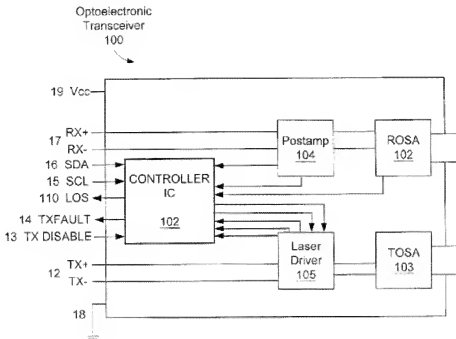 Optoelectronic
Transceiver
100
19 Vcc
17 RX+
RX-
16 SDA
15 SCL
110 LOS
14 TXFAULT
13 TX DISABLE
12 TX+
TX-
18
CONTROLLER
IC
102
Postamp
104
ROSA
102
Laser
Driver
105
TOSA
103